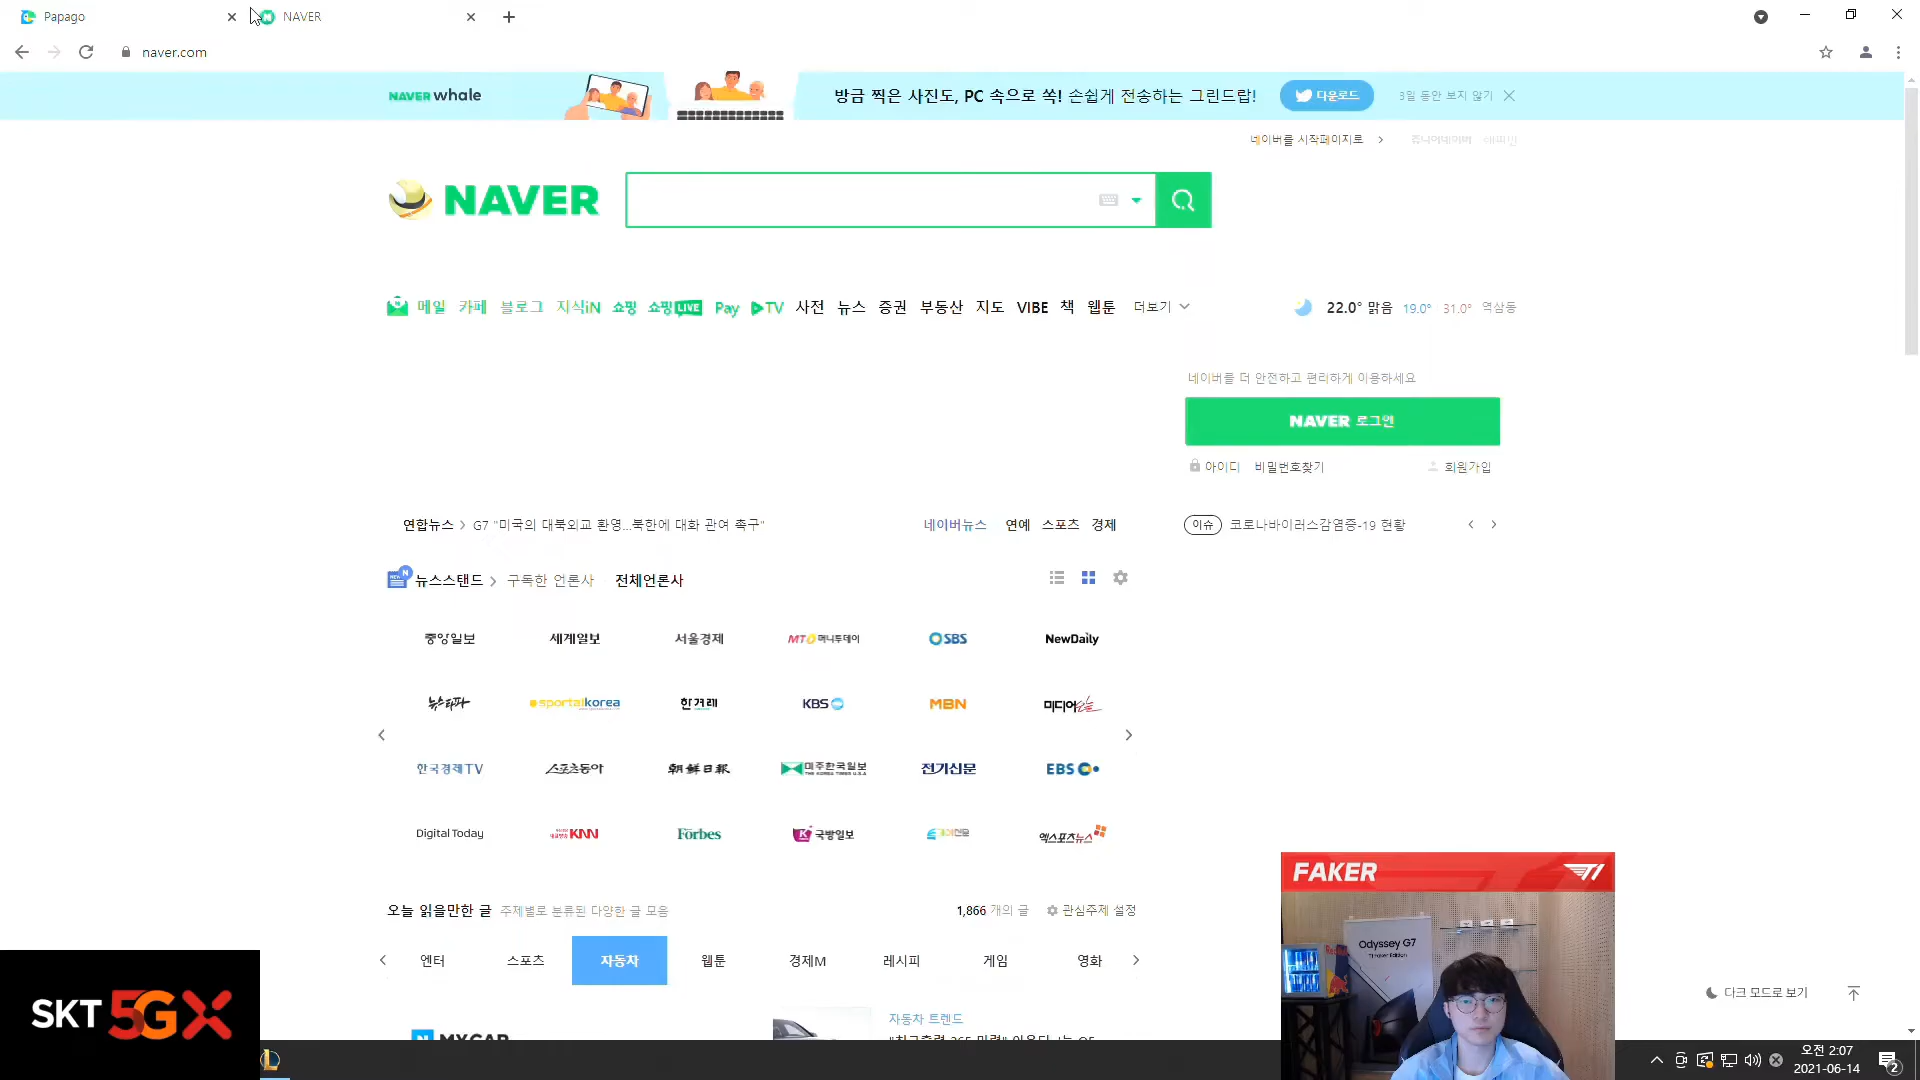 Papago
NAVER
naver.com
NAVER whale
방금 찍은 사진도, PC 속으로 쏙! 손쉽게 전송하는 그린드랍!
다운로드
3일 동안 보지 않기
네이버를 시작페이지로
쥬니어네이버 해피빈
NAVER
메일 카페 블로그 지식iN 쇼핑 쇼핑LIVE Pay TV 사전 뉴스 증권 부동산 지도 VIBE 책 웹툰 더보기
22.0° 맑음 19.0° 31.0° 역삼동
네이버를 더 안전하고 편리하게 이용하세요
NAVER 로그인
아이디 비밀번호찾기 회원가입
연합뉴스 G7 "미국의 대북외교 환영…북한에 대화 관여 촉구"
네이버뉴스 연예 스포츠 경제
이슈 코로나바이러스감염증-19 현황
뉴스스탠드 구독한 언론사 전체언론사
중앙일보 세계일보 서울경제 MTO 머니투데이 SBS NewDaily
뉴스타파 sportalkorea 한겨레 KBS MBN 미디어오늘
한국경제TV 스포츠동아 朝鮮日報 미주한국일보 THE KOREA TIMES U.S.A 전기신문 EBS
Digital Today KNN Forbes 국방일보 엑스포츠뉴스
오늘 읽을만한 글 주제별로 분류된 다양한 글 모음
1,866 개의 글 관심주제 설정
엔터 스포츠 자동차 웹툰 경제M 레시피 게임 영화
자동차 트렌드
MYCAR
FAKER
T1
Odyssey G7
T1 Faker Edition
다크 모드로 보기
SKT 5GX
오전 2:07
2021-06-14
2